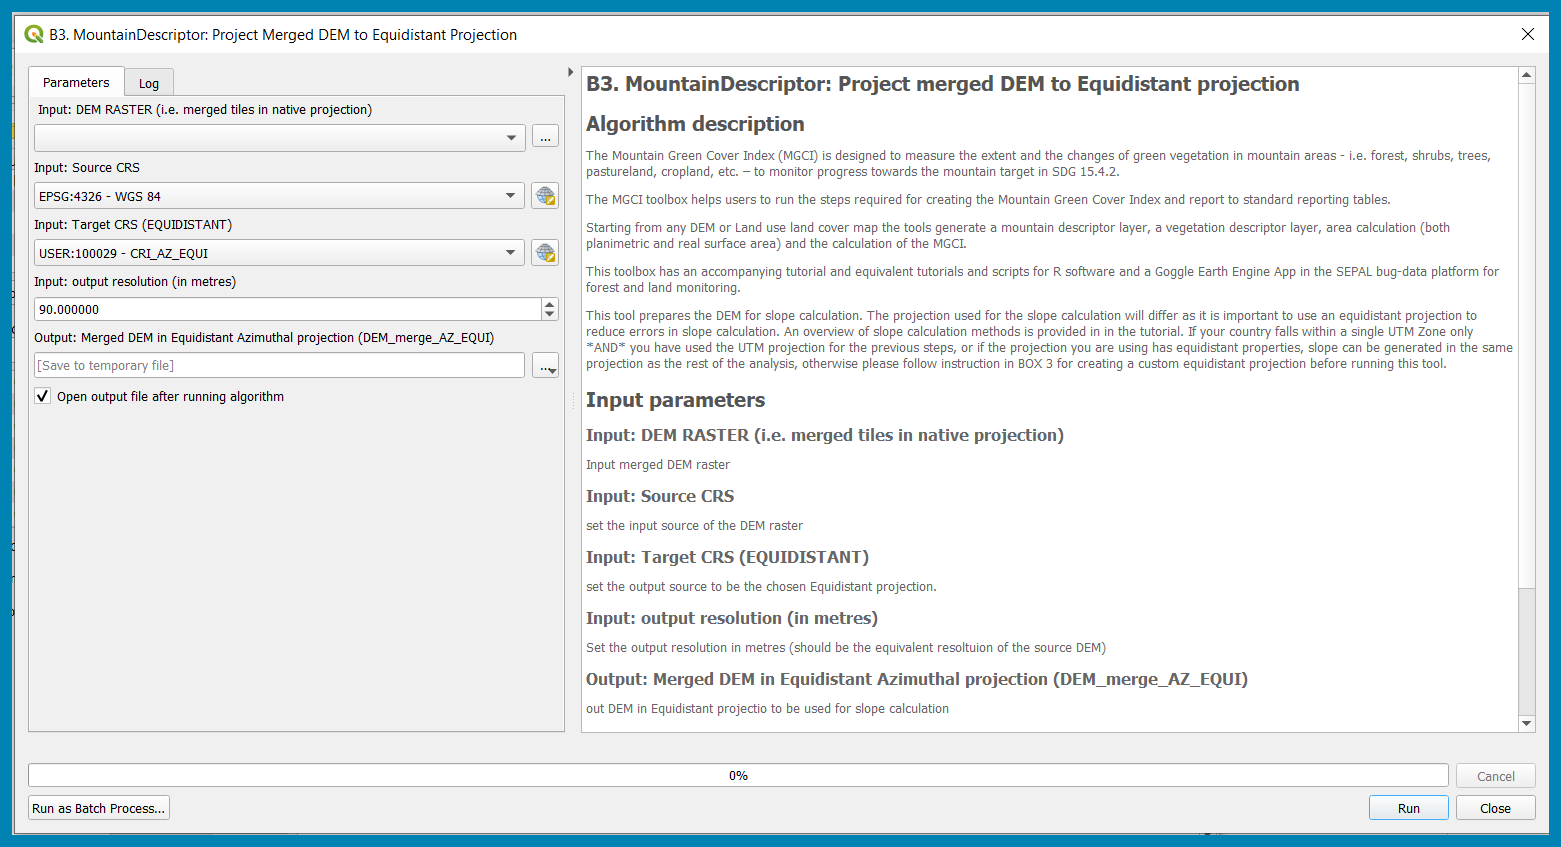 B3. MountainDescriptor: Project Merged DEM to Equidistant Projection
Parameters
Log
Input: DEM RASTER (i.e. merged tiles in native projection)
...
Input: Source CRS
EPSG:4326 - WGS 84
Input: Target CRS (EQUIDISTANT)
USER:100029 - CRI_AZ_EQUI
Input: output resolution (in metres)
90.000000
Output: Merged DEM in Equidistant Azimuthal projection (DEM_merge_AZ_EQUI)
[Save to temporary file]
...
Open output file after running algorithm
B3. MountainDescriptor: Project merged DEM to Equidistant projection
Algorithm description
The Mountain Green Cover Index (MGCI) is designed to measure the extent and the changes of green vegetation in mountain areas - i.e. forest, shrubs, trees,
pastureland, cropland, etc. – to monitor progress towards the mountain target in SDG 15.4.2.
The MGCI toolbox helps users to run the steps required for creating the Mountain Green Cover Index and report to standard reporting tables.
Starting from any DEM or Land use land cover map the tools generate a mountain descriptor layer, a vegetation descriptor layer, area calculation (both
planimetric and real surface area) and the calculation of the MGCI.
This toolbox has an accompanying tutorial and equivalent tutorials and scripts for R software and a Goggle Earth Engine App in the SEPAL bug-data platform for
forest and land monitoring.
This tool prepares the DEM for slope calculation. The projection used for the slope calculation will differ as it is important to use an equidistant projection to
reduce errors in slope calculation. An overview of slope calculation methods is provided in in the tutorial. If your country falls within a single UTM Zone only
*AND* you have used the UTM projection for the previous steps, or if the projection you are using has equidistant properties, slope can be generated in the same
projection as the rest of the analysis, otherwise please follow instruction in BOX 3 for creating a custom equidistant projection before running this tool.
Input parameters
Input: DEM RASTER (i.e. merged tiles in native projection)
Input merged DEM raster
Input: Source CRS
set the input source of the DEM raster
Input: Target CRS (EQUIDISTANT)
set the output source to be the chosen Equidistant projection.
Input: output resolution (in metres)
Set the output resolution in metres (should be the equivalent resoltuion of the source DEM)
Output: Merged DEM in Equidistant Azimuthal projection (DEM_merge_AZ_EQUI)
out DEM in Equidistant projectio to be used for slope calculation
0%
Cancel
Run as Batch Process...
Run
Close